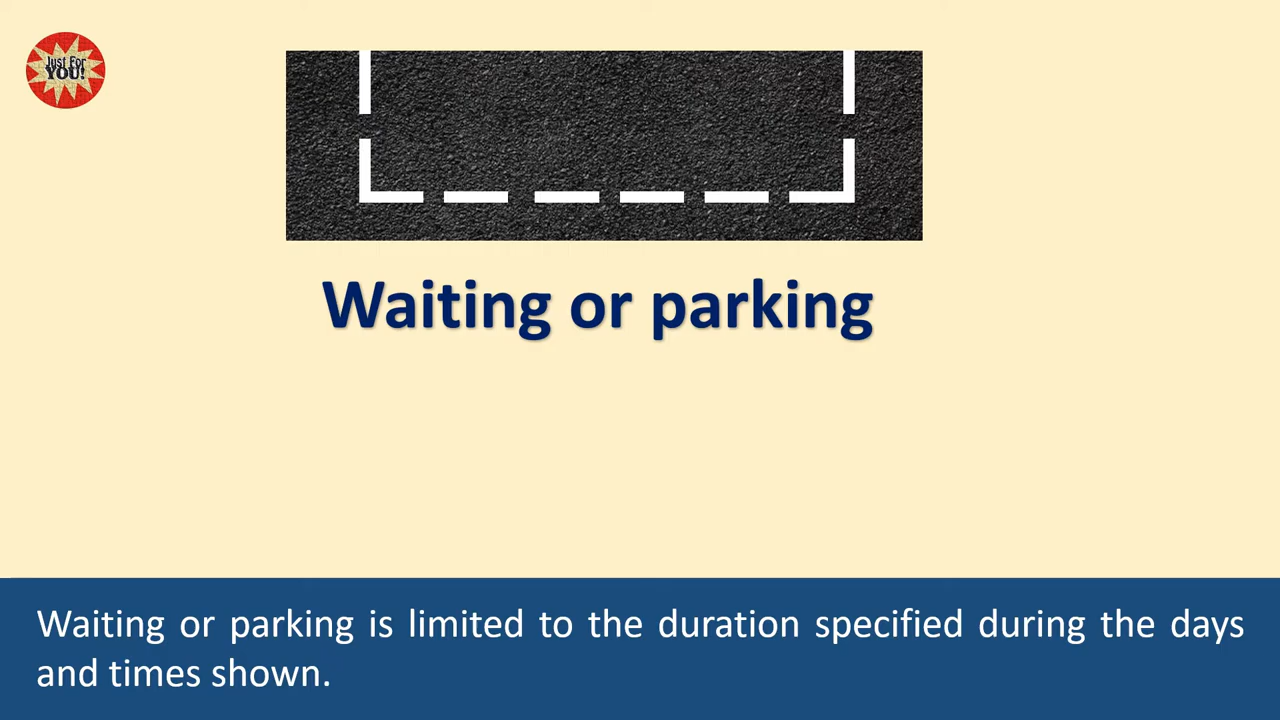 Just For
YOU!
Waiting or parking
Waiting or parking is limited to the duration specified during the days
and times shown.